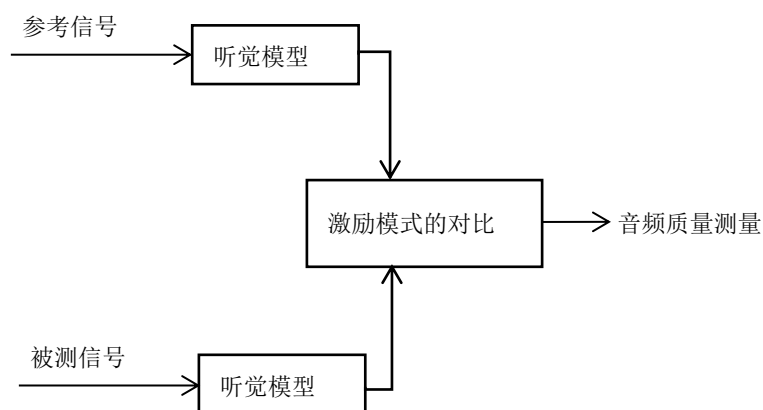 参考信号
听觉模型
激励模式的对比
音频质量测量
被测信号
听觉模型